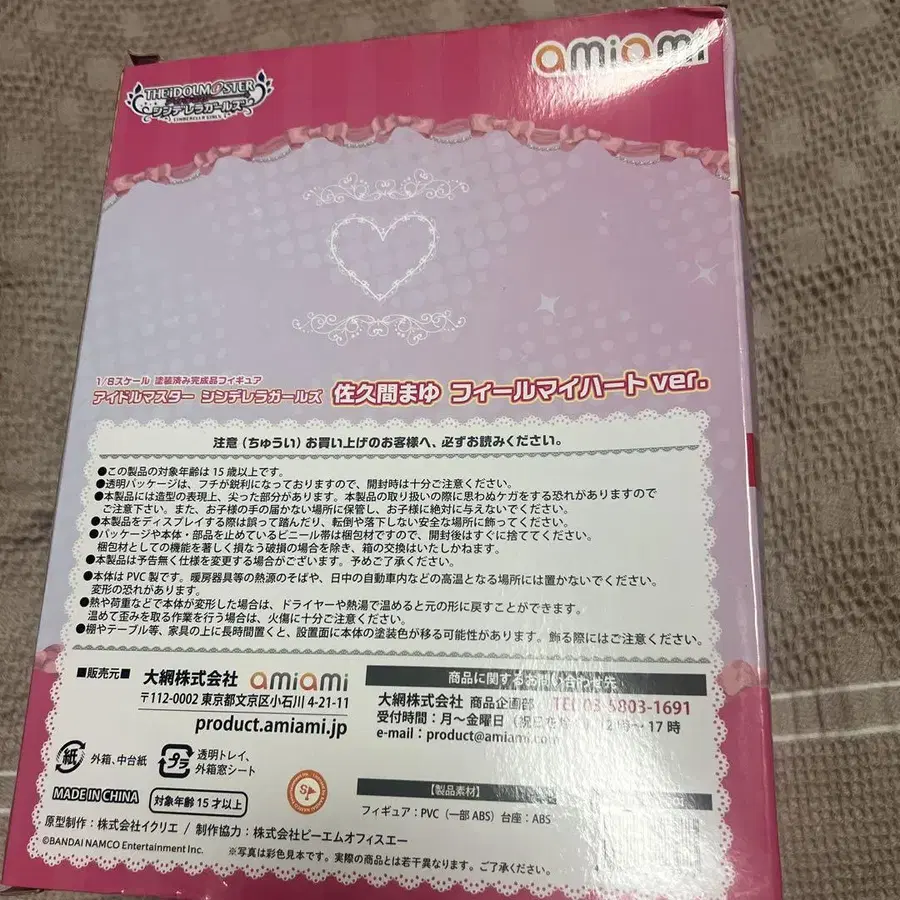 amiami
THE iDOLM@STER
シンデレラガールズ
CINDERELLA GIRLS
1/8スケール 塗装済み完成品フィギュア
アイドルマスター シンデレラガールズ 佐久間まゆ フィールマイハート ver.
注意（ちゅうい）お買い上げのお客様へ、必ずお読みください。
●この製品の対象年齢は15歳以上です。
●透明パッケージは、フチが鋭利になっておりますので、開封時は十分ご注意ください。
●本製品には造型の表現上、尖った部分があります。本製品の取り扱いの際に思わぬケガをする恐れがありますので
ご注意下さい。また、お子様の手の届かない場所に保管し、お子様に絶対に与えないでください。
●本製品をディスプレイする際は誤って踏んだり、転倒や落下しない安全な場所に飾ってください。
●パッケージや本体・部品を止めているビニール帯は梱包材ですので、開封後はすぐに捨ててください。
梱包材としての機能を著しく損なう破損の場合を除き、箱の交換はいたしかねます。
●本製品は予告無く仕様を変更する場合がございます。予めご了承ください。
●本体はPVC製です。暖房器具等の熱源のそばや、日中の自動車内などの高温となる場所には置かないでください。
変形の恐れがあります。
●熱や荷重などで本体が変形した場合は、ドライヤーや熱湯で温めると元の形に戻すことができます。
温めて歪みを取る作業を行う場合は、火傷に十分ご注意ください。
●棚やテーブル等、家具の上に長時間置くと、設置面に本体の塗装色が移る可能性があります。飾る際にはご注意ください。
■販売元■ 大網株式会社 amiami
〒112-0002 東京都文京区小石川 4-21-11
product.amiami.jp
商品に関するお問い合わせ先
大網株式会社 商品企画部 TEL03-5803-1691
受付時間：月～金曜日（祝日を除く）12時～17時
e-mail：product@amiami.com
紙 外箱、中台紙
プラ 透明トレイ、
外箱窓シート
MADE IN CHINA
対象年齢15才以上
【製品素材】
フィギュア：PVC（一部ABS）台座：ABS
原型制作：株式会社イクリエ / 制作協力：株式会社ピーエムオフィスエー
©BANDAI NAMCO Entertainment Inc.
※写真は彩色見本です。実際の商品とは若干異なります。ご了承ください。